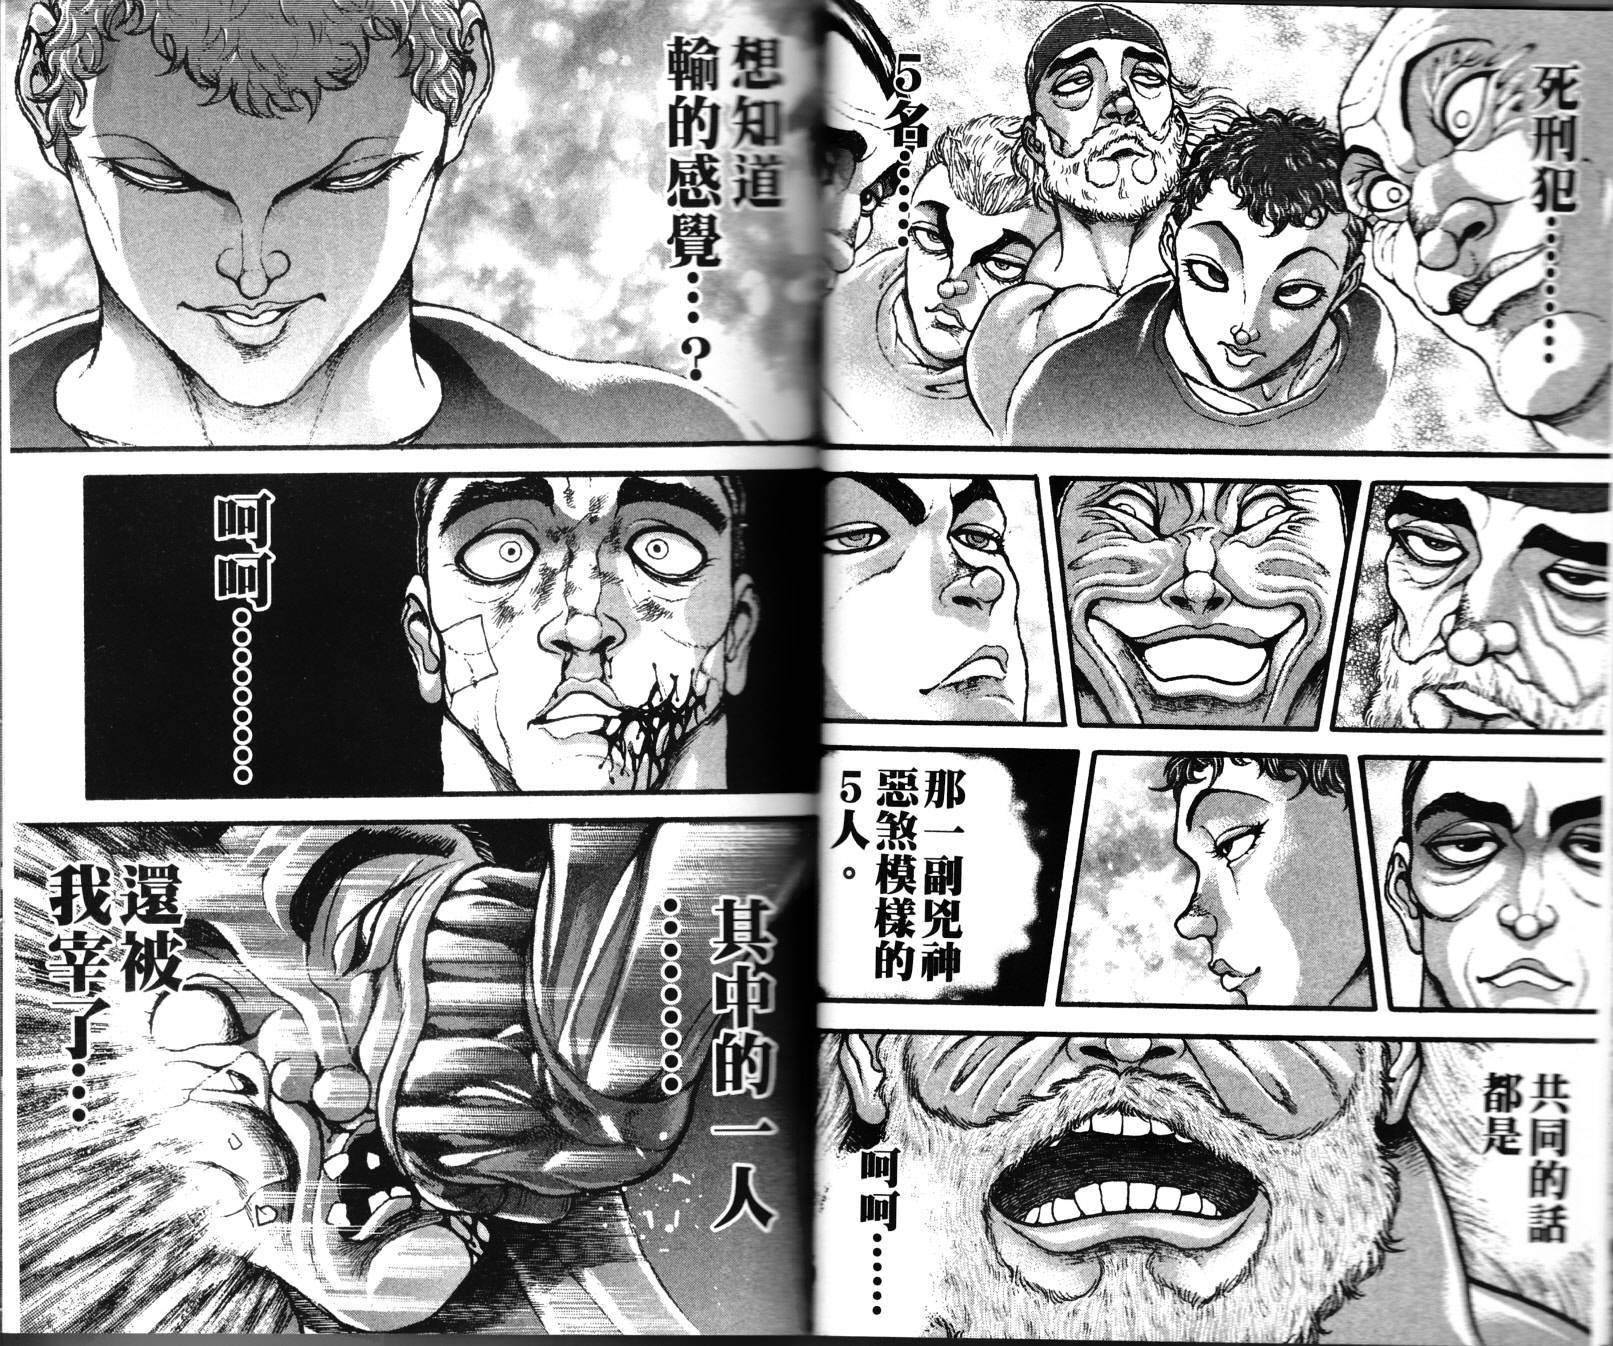 死刑犯………
5名………
那一副兇神
惡煞模樣的
5人。
共同的話
都是
呵呵……
想知道
輸的感覺…?
呵呵…………
其中的一人
…………
還被
我宰了…